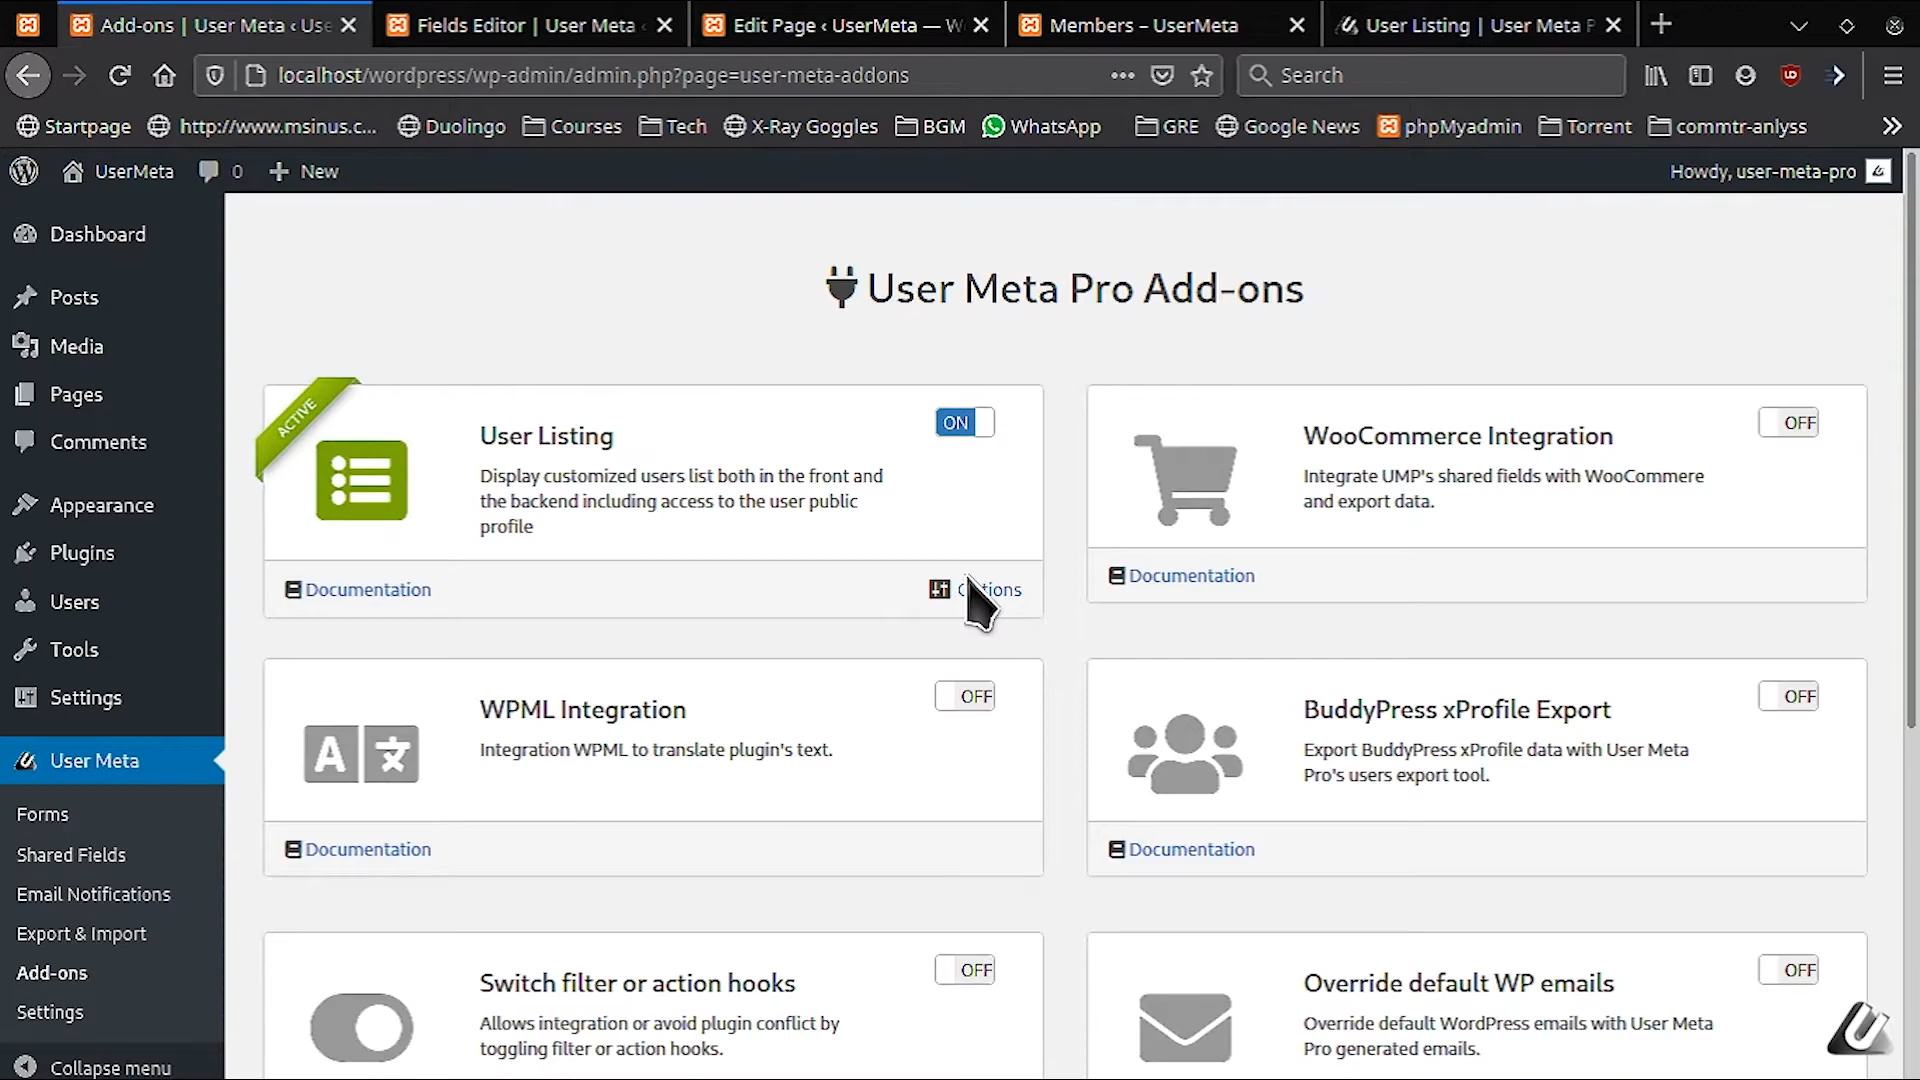 Add-ons | User Meta ‹ Use
Fields Editor | User Meta ‹
Edit Page ‹ UserMeta — W
Members – UserMeta
User Listing | User Meta P
localhost/wordpress/wp-admin/admin.php?page=user-meta-addons
Search
Startpage
http://www.msinus.c...
Duolingo
Courses
Tech
X-Ray Goggles
BGM
WhatsApp
GRE
Google News
phpMyadmin
Torrent
commtr-anlyss
UserMeta
0
New
Howdy, user-meta-pro
Dashboard
Posts
Media
Pages
Comments
Appearance
Plugins
Users
Tools
Settings
User Meta
Forms
Shared Fields
Email Notifications
Export & Import
Add-ons
Settings
Collapse menu
User Meta Pro Add-ons
ACTIVE
User Listing
ON
Display customized users list both in the front and
the backend including access to the user public
profile
Documentation
WooCommerce Integration
OFF
Integrate UMP's shared fields with WooCommere
and export data.
Documentation
WPML Integration
OFF
Integration WPML to translate plugin's text.
Documentation
BuddyPress xProfile Export
OFF
Export BuddyPress xProfile data with User Meta
Pro's users export tool.
Documentation
Switch filter or action hooks
OFF
Allows integration or avoid plugin conflict by
toggling filter or action hooks.
Override default WP emails
OFF
Override default WordPress emails with User Meta
Pro generated emails.